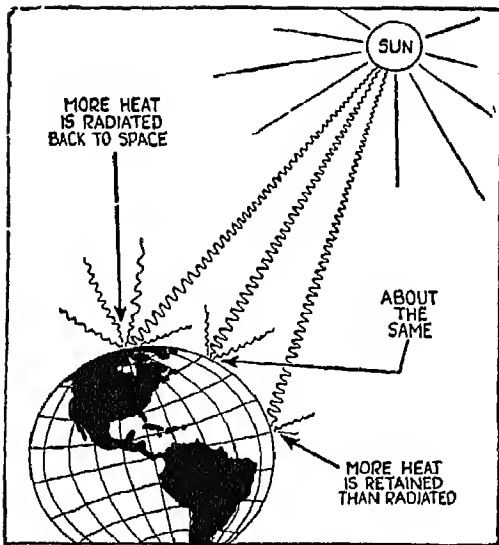 SUN
MORE HEAT
IS RADIATED
BACK TO SPACE
ABOUT
THE
SAME
MORE HEAT
IS RETAINED
THAN RADIATED